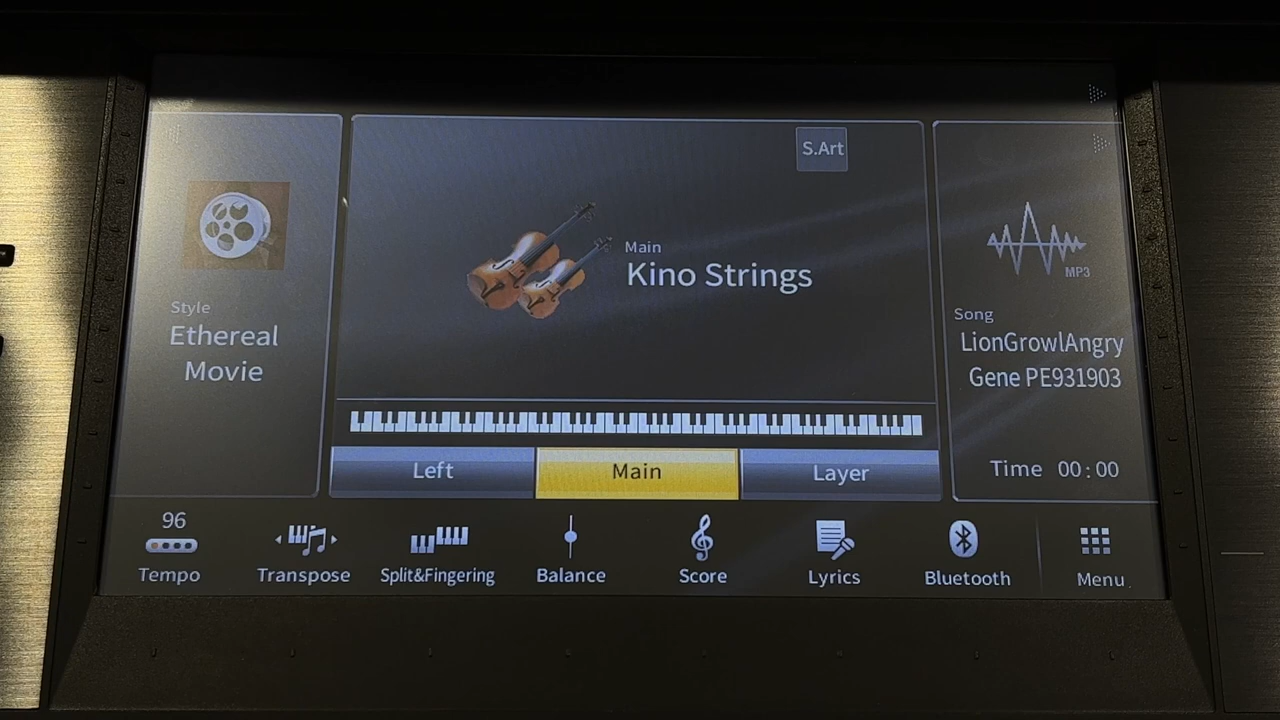 S.Art
Style
Ethereal
Movie
Main
Kino Strings
MP3
Song
LionGrowlAngry
Gene PE931903
Time 00:00
Left
Main
Layer
96
Tempo
Transpose
Split&Fingering
Balance
Score
Lyrics
Bluetooth
Menu